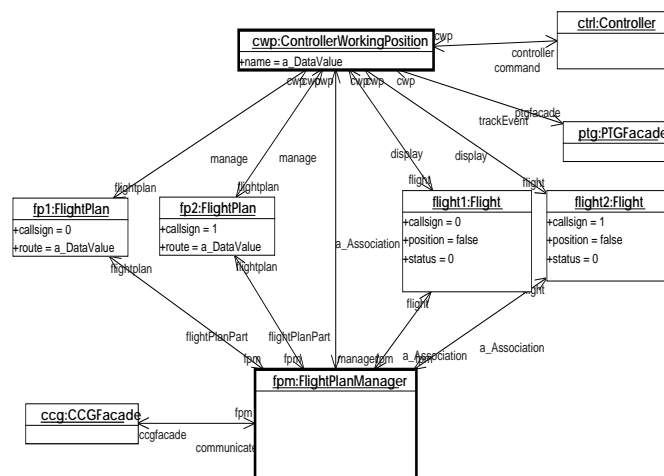 ctrl:Controller
cwp:ControllerWorkingPosition
cwp
+name = a_DataValue
controller
command
cwp
cwp
cwp
cwp
cwp
cwp
ptgfacade
trackEvent
ptg:PTGFacade
manage
manage
display
display
flightplan
flightplan
flight
flight
fp1:FlightPlan
fp2:FlightPlan
flight1:Flight
flight2:Flight
+callsign = 0
+callsign = 1
+callsign = 0
+callsign = 1
+route = a_DataValue
+route = a_DataValue
+position = false
+position = false
a_Association
+status = 0
+status = 0
flightplan
flightplan
flight
flight
flightPlanPart
flightPlanPart
a_Association
a_Association
fpm
fpm
manager
fpm
fpm:FlightPlanManager
ccg:CCGFacade
fpm
ccgfacade
communicate